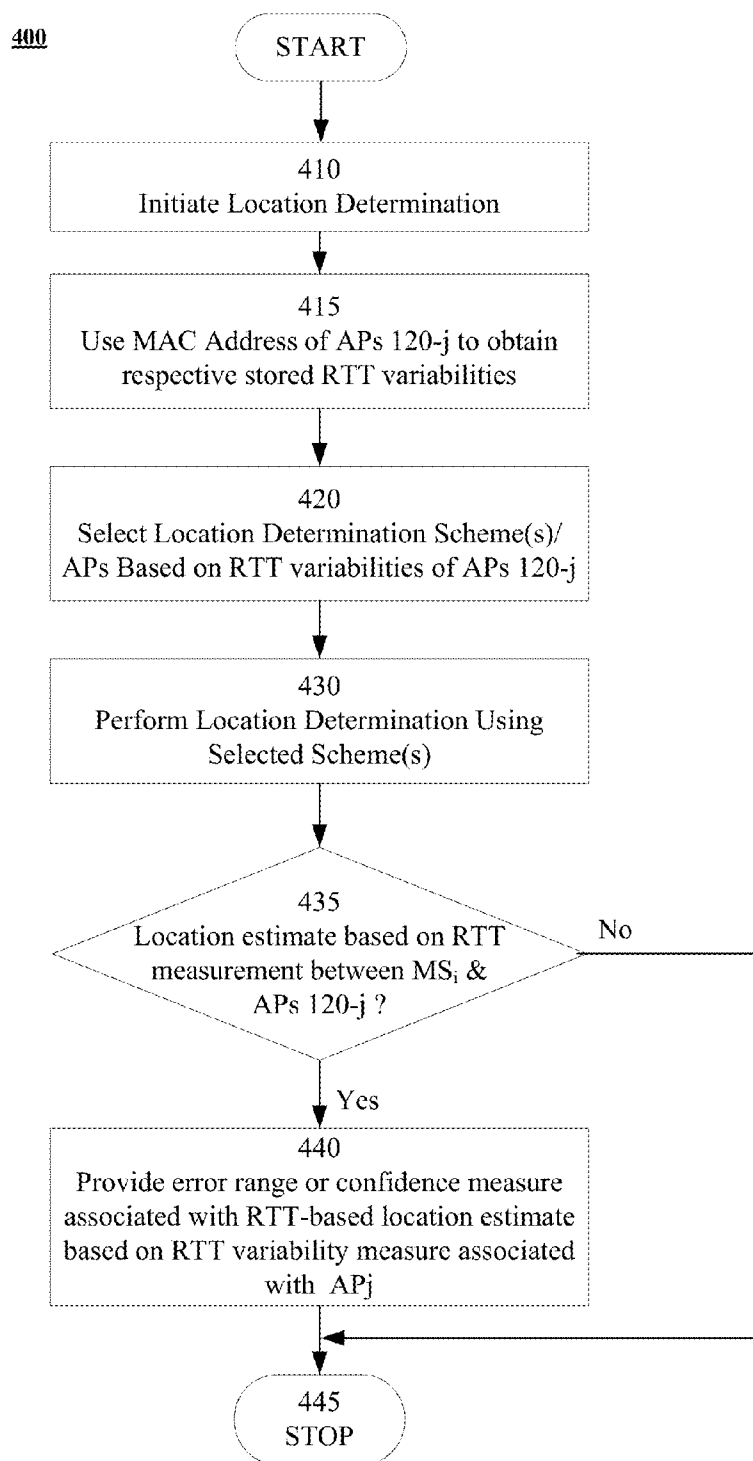 400
START
410
Initiate Location Determination
415
Use MAC Address of APs 120-j to obtain
respective stored RTT variabilities
420
Select Location Determination Scheme(s)/
APs Based on RTT variabilities of APs 120-j
430
Perform Location Determination Using
Selected Scheme(s)
435
Location estimate based on RTT
measurement between MSi &
APs 120-j ?
No
Yes
440
Provide error range or confidence measure
associated with RTT-based location estimate
based on RTT variability measure associated
with APj
445
STOP